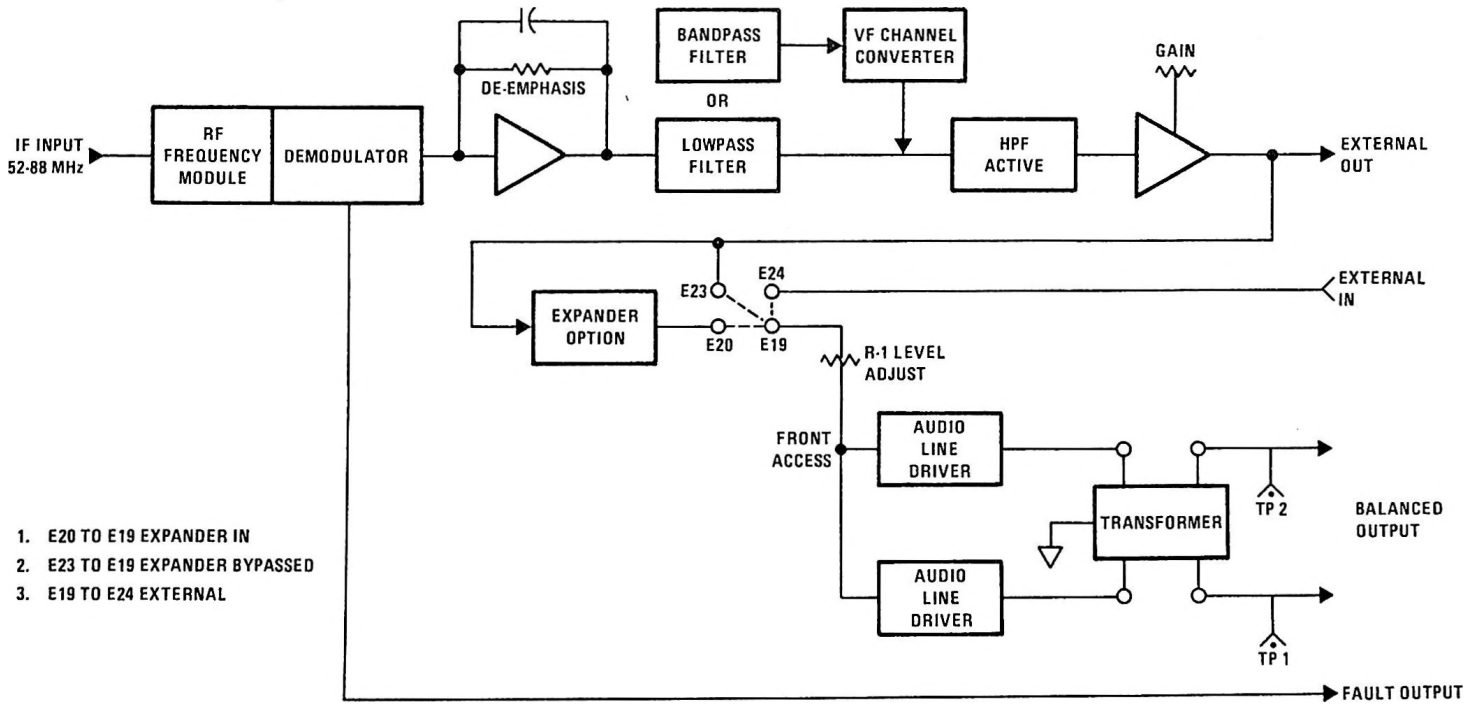 BANDPASS
FILTER
VF CHANNEL
CONVERTER
GAIN
DE-EMPHASIS
OR
IF INPUT
52-88 MHz
RF
FREQUENCY
MODULE
DEMODULATOR
LOWPASS
FILTER
HPF
ACTIVE
EXTERNAL
OUT
E23
E24
EXTERNAL
IN
EXPANDER
OPTION
E20
E19
R-1 LEVEL
ADJUST
FRONT
ACCESS
AUDIO
LINE
DRIVER
TP 2
TRANSFORMER
BALANCED
OUTPUT
1. E20 TO E19 EXPANDER IN
2. E23 TO E19 EXPANDER BYPASSED
3. E19 TO E24 EXTERNAL
AUDIO
LINE
DRIVER
TP 1
FAULT OUTPUT